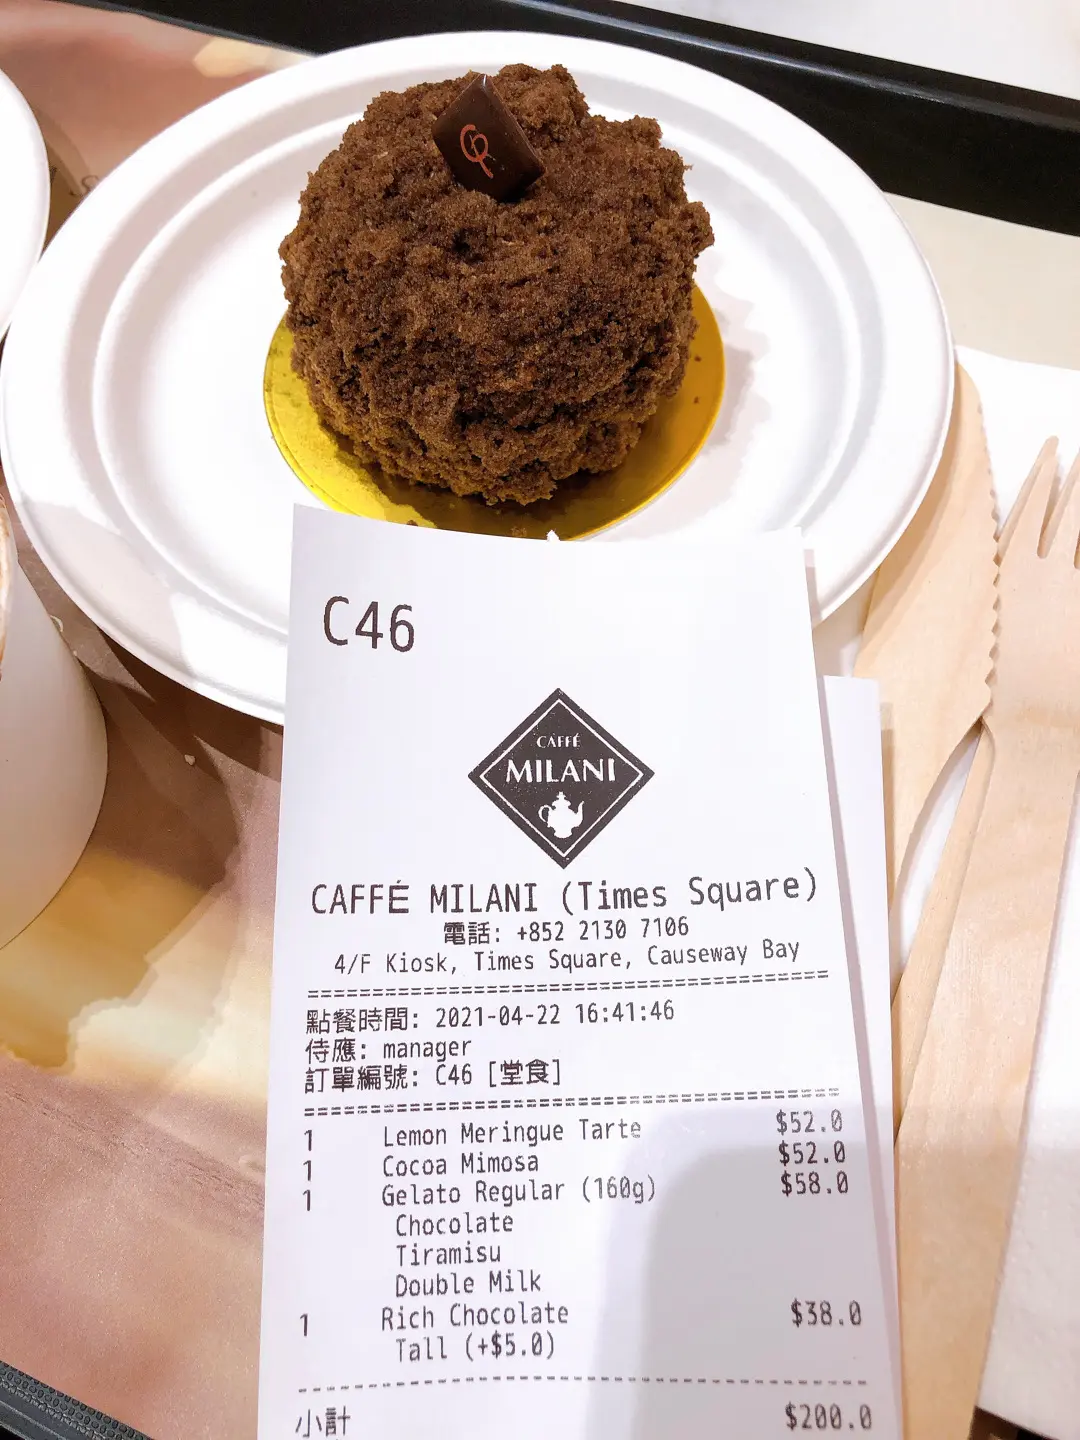 C46
CAFFÉ
MILANI
CAFFÉ MILANI (Times Square)
電話: +852 2130 7106
4/F Kiosk, Times Square, Causeway Bay
點餐時間: 2021-04-22 16:41:46
侍應: manager
訂單編號: C46 [堂食]
1 Lemon Meringue Tarte $52.0
1 Cocoa Mimosa $52.0
1 Gelato Regular (160g) $58.0
Chocolate
Tiramisu
Double Milk
1 Rich Chocolate $38.0
Tall (+$5.0)
小計 $200.0